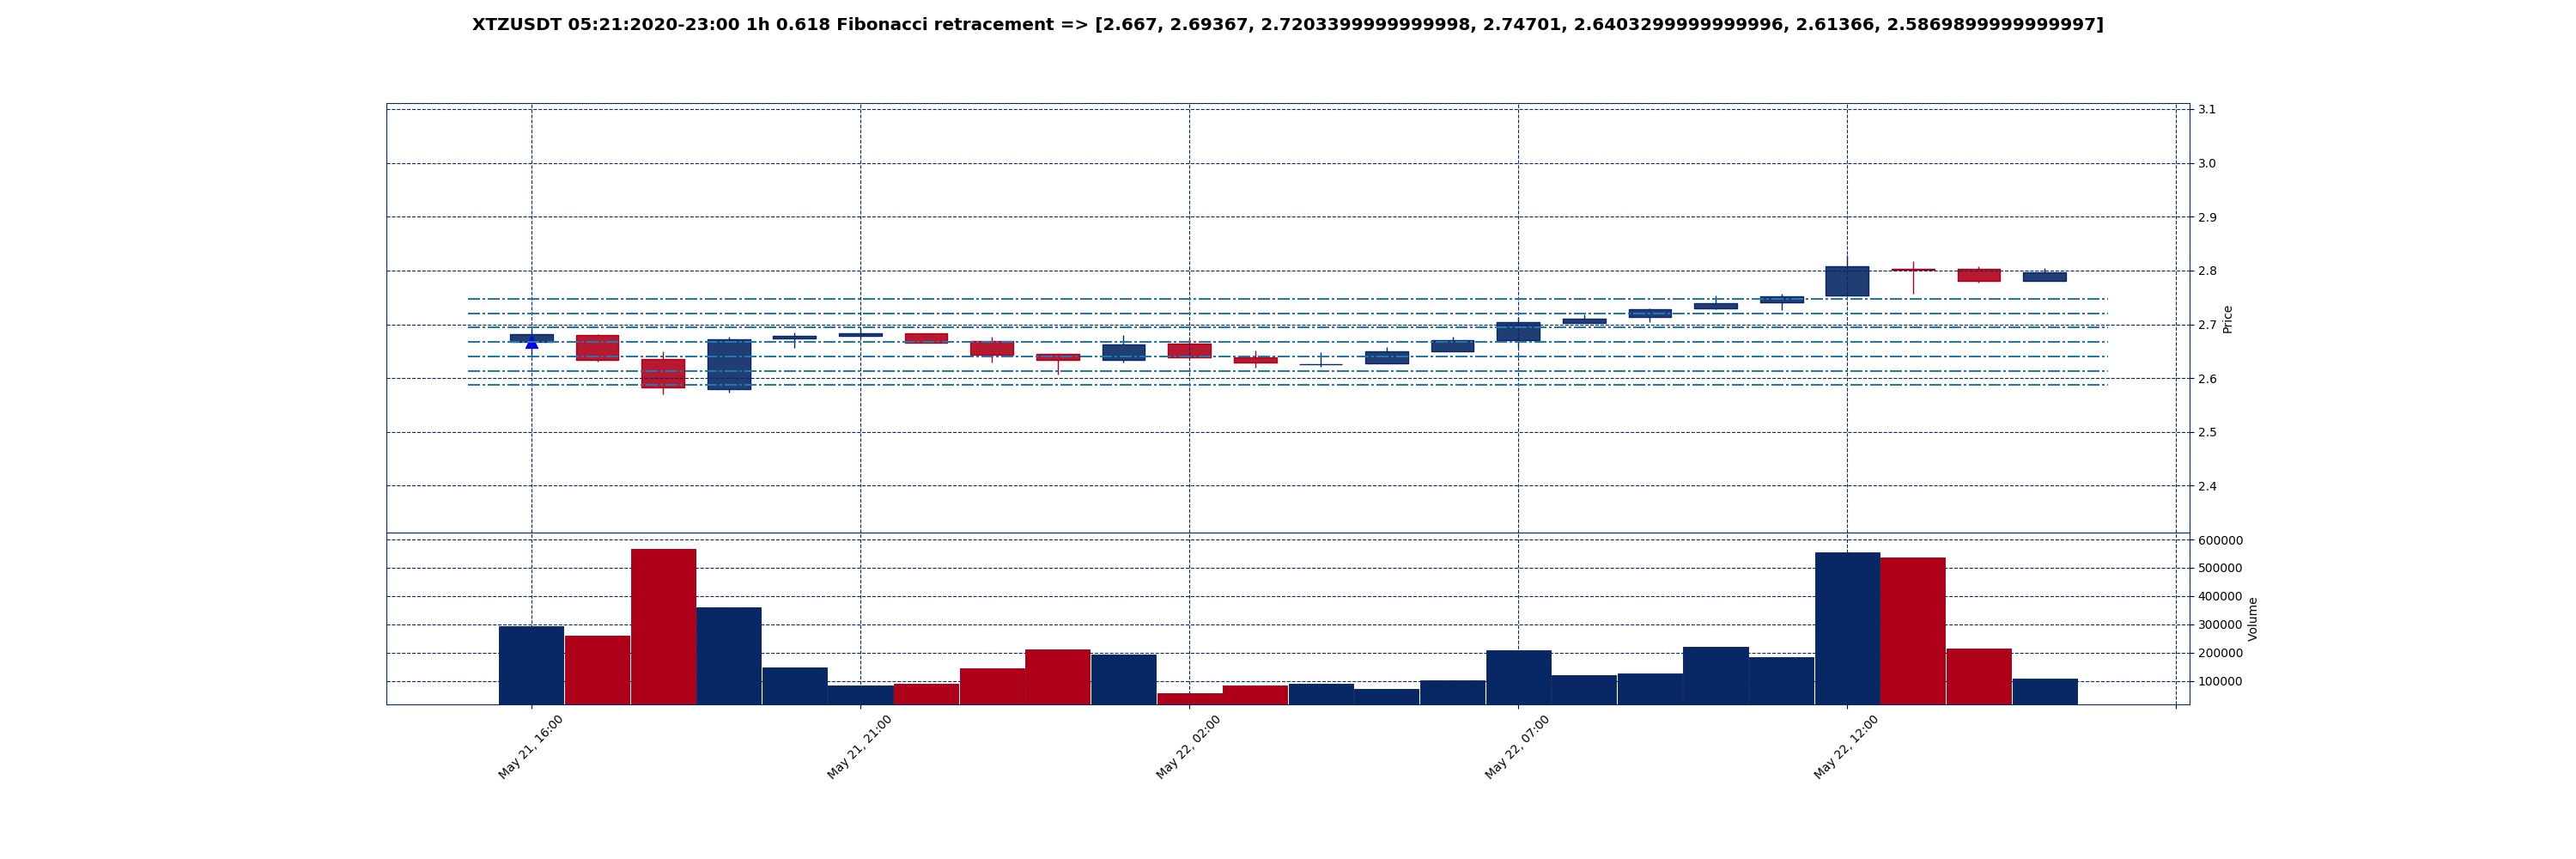 XTZUSDT 05:21:2020-23:00 1h 0.618 Fibonacci retracement => [2.667, 2.69367, 2.7203399999999998, 2.74701, 2.6403299999999996, 2.61366, 2.5869899999999997]
3.1
3.0
2.9
2.8
2.7
2.6
2.5
2.4
Price
600000
500000
400000
300000
200000
100000
Volume
May 21, 16:00
May 21, 21:00
May 22, 02:00
May 22, 07:00
May 22, 12:00